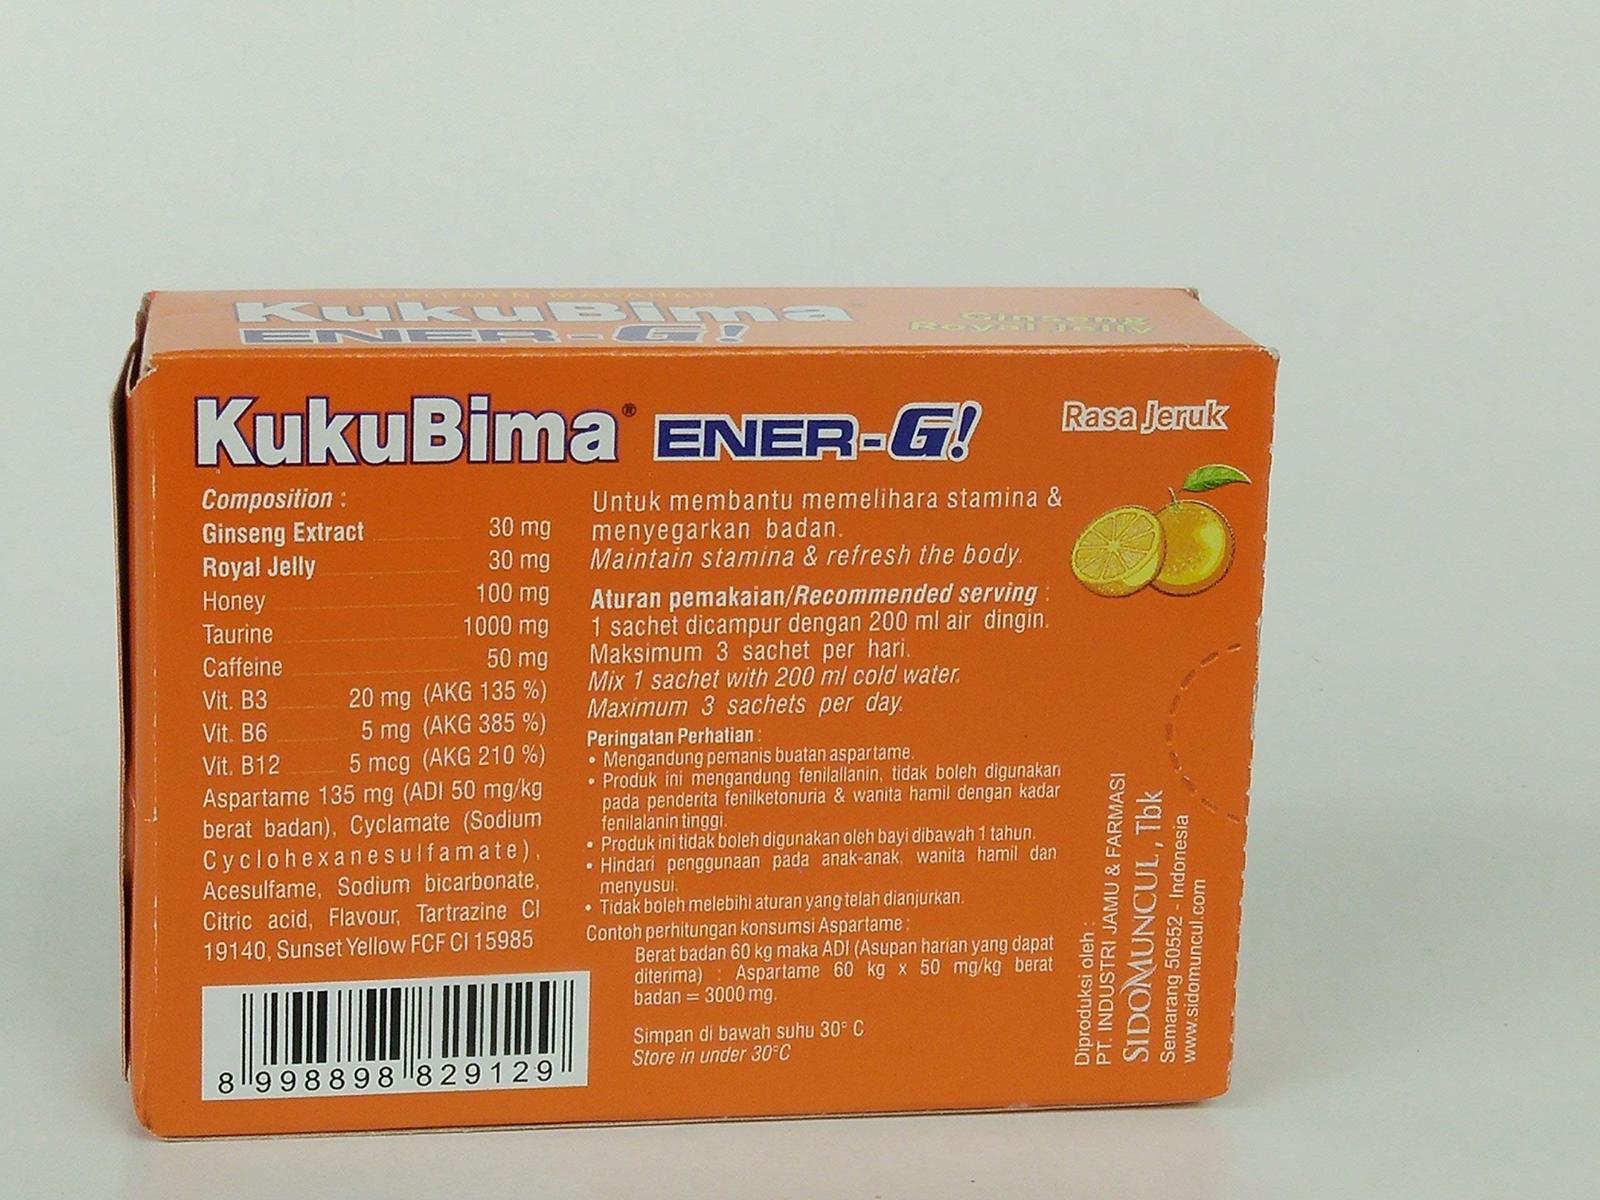 SUPLEMEN MAKANAN
KukuBima
ENER-G!
Ginseng
Royal Jelly
KukuBima® ENER-G!
Rasa Jeruk
Composition :
Ginseng Extract 30 mg
Royal Jelly 30 mg
Honey 100 mg
Taurine 1000 mg
Caffeine 50 mg
Vit. B3 20 mg (AKG 135 %)
Vit. B6 5 mg (AKG 385 %)
Vit. B12 5 mcg (AKG 210 %)
Aspartame 135 mg (ADI 50 mg/kg
berat badan), Cyclamate (Sodium
Cyclohexanesulfamate),
Acesulfame, Sodium bicarbonate,
Citric acid, Flavour, Tartrazine CI
19140, Sunset Yellow FCF CI 15985
8 998898 829129
Untuk membantu memelihara stamina &
menyegarkan badan.
Maintain stamina & refresh the body.
Aturan pemakaian/Recommended serving :
1 sachet dicampur dengan 200 ml air dingin.
Maksimum 3 sachet per hari.
Mix 1 sachet with 200 ml cold water.
Maximum 3 sachets per day.
Peringatan Perhatian :
• Mengandung pemanis buatan aspartame.
• Produk ini mengandung fenilallanin, tidak boleh digunakan
pada penderita fenilketonuria & wanita hamil dengan kadar
fenilalanin tinggi.
• Produk ini tidak boleh digunakan oleh bayi dibawah 1 tahun.
• Hindari penggunaan pada anak-anak, wanita hamil dan
menyusui.
• Tidak boleh melebihi aturan yang telah dianjurkan.
Contoh perhitungan konsumsi Aspartame :
Berat badan 60 kg maka ADI (Asupan harian yang dapat
diterima) : Aspartame 60 kg x 50 mg/kg berat
badan = 3000 mg.
Simpan di bawah suhu 30° C
Store in under 30°C
Diproduksi oleh :
PT. INDUSTRI JAMU & FARMASI
SIDOMUNCUL, Tbk
Semarang 50552 - Indonesia
www.sidomuncul.com